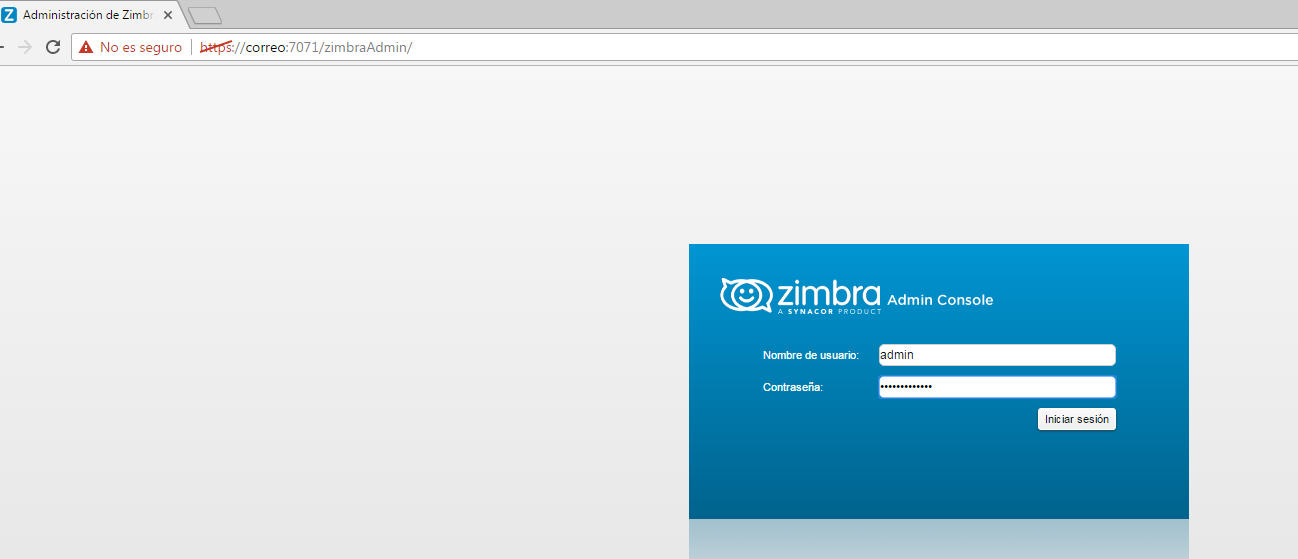 Administración de Zimbr
No es seguro https://correo:7071/zimbraAdmin/
zimbra Admin Console
A SYNACOR PRODUCT
Nombre de usuario: admin
Contraseña: •••••••••••••
Iniciar sesión